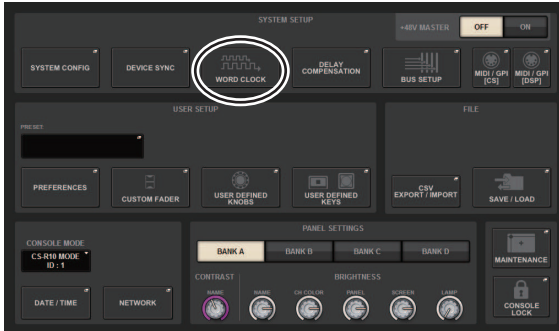 SYSTEM SETUP
+48V MASTER
OFF
ON
SYSTEM CONFIG
DEVICE SYNC
WORD CLOCK
DELAY
COMPENSATION
BUS SETUP
MIDI / GPI
[CS]
MIDI / GPI
[DSP]
USER SETUP
PRESET
PREFERENCES
CUSTOM FADER
USER DEFINED
KNOBS
USER DEFINED
KEYS
FILE
CSV
EXPORT / IMPORT
SAVE / LOAD
CONSOLE MODE
CS-R10 MODE
ID : 1
DATE / TIME
NETWORK
PANEL SETTINGS
BANK A
BANK B
BANK C
BANK D
CONTRAST
BRIGHTNESS
NAME
NAME
CH COLOR
PANEL
SCREEN
LAMP
MAINTENANCE
CONSOLE
LOCK